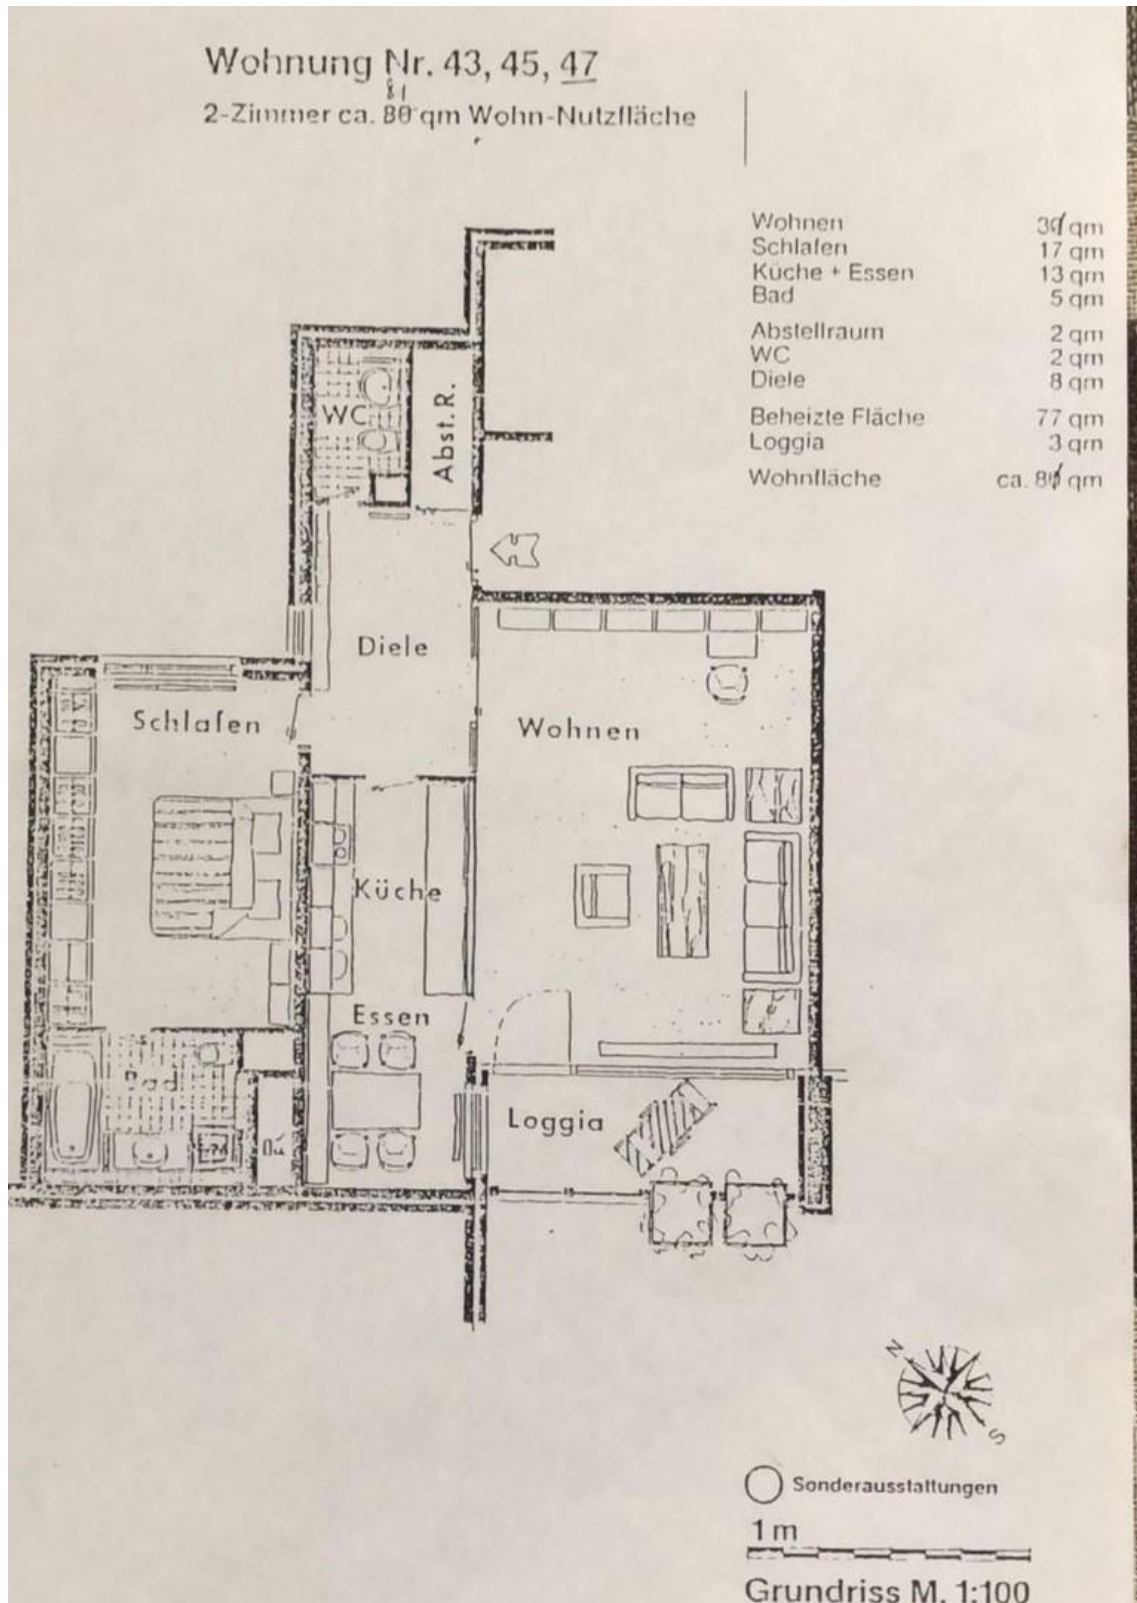 Wohnung Nr. 43, 45, 47
81
2-Zimmer ca. 80 qm Wohn-Nutzfläche
Wohnen qm
Schlafen 17 qm
Küche + Essen 13 qm
Bad 5 qm
Abstellraum 2 qm
WC 2 qm
Diele 8 qm
Beheizte Fläche 77 qm
Loggia 3 qm
Wohnfläche ca. qm
WC
Abst.R.
Diele
Schlafen
Wohnen
Küche
Essen
Bad
Loggia
N
S
Sonderausstattungen
1 m
Grundriss M. 1:100